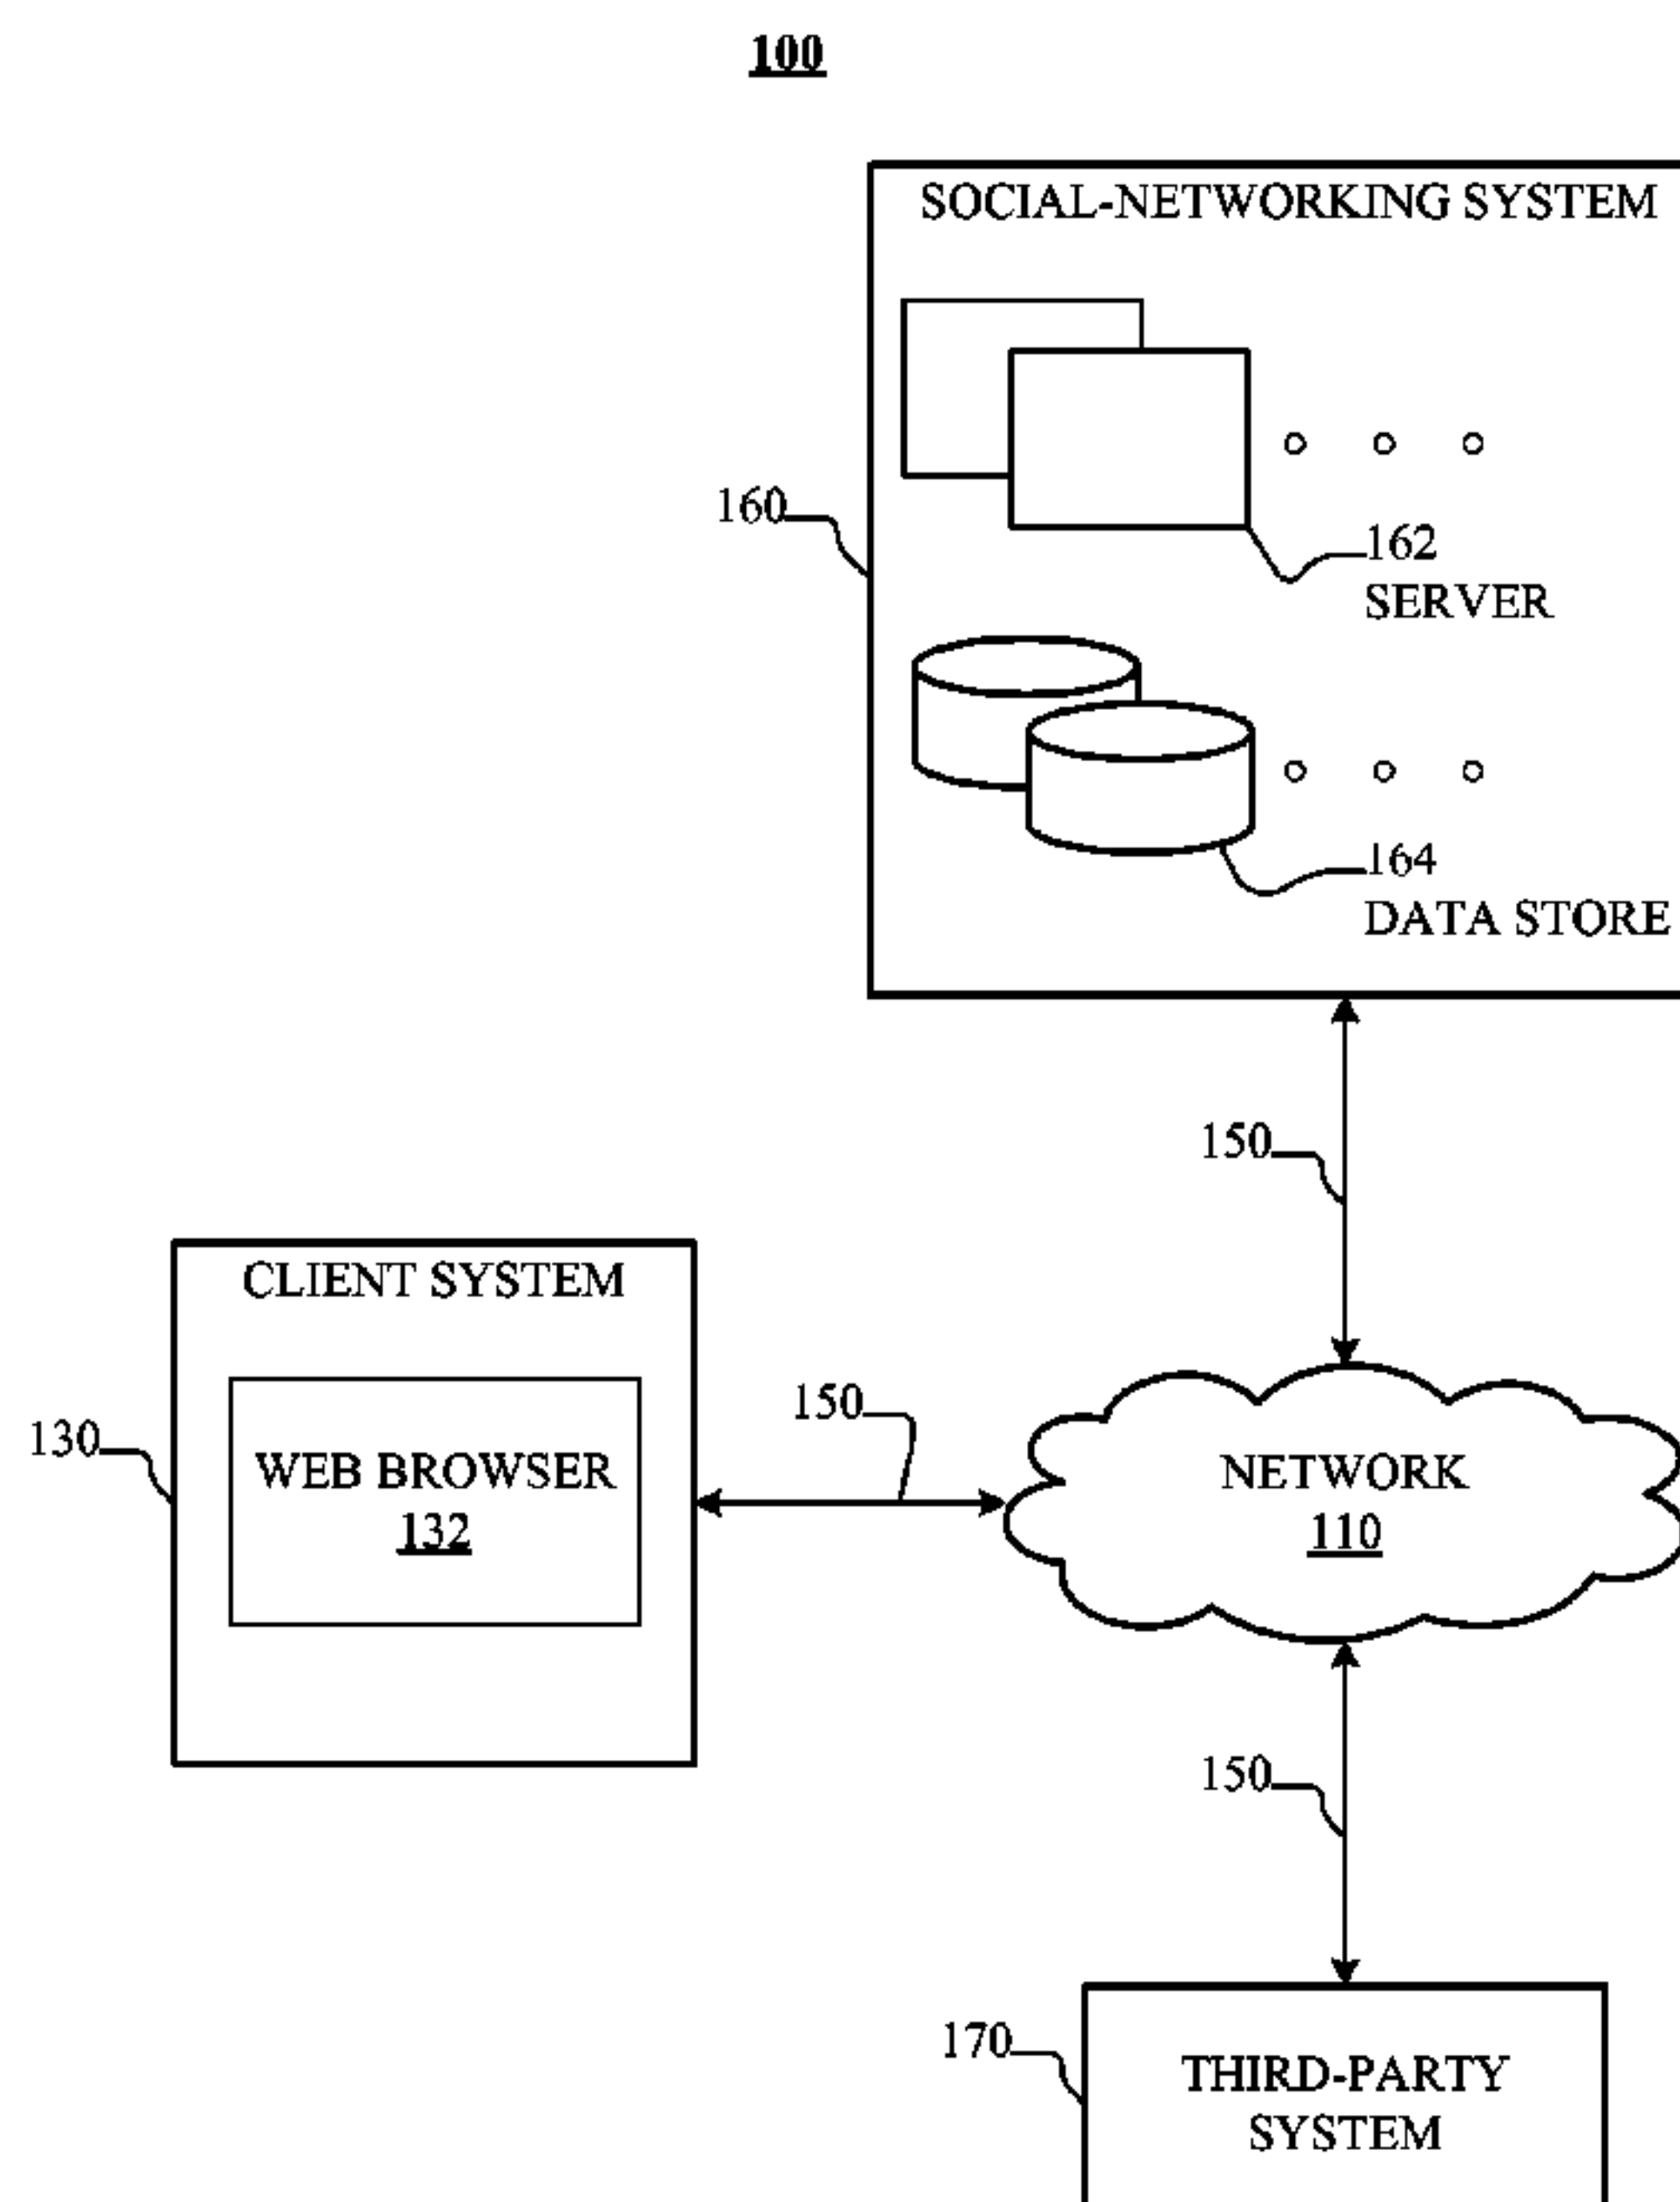 100
SOCIAL-NETWORKING SYSTEM
160
162
SERVER
164
DATA STORE
150
CLIENT SYSTEM
130
WEB BROWSER
132
150
NETWORK
110
150
170
THIRD-PARTY
SYSTEM